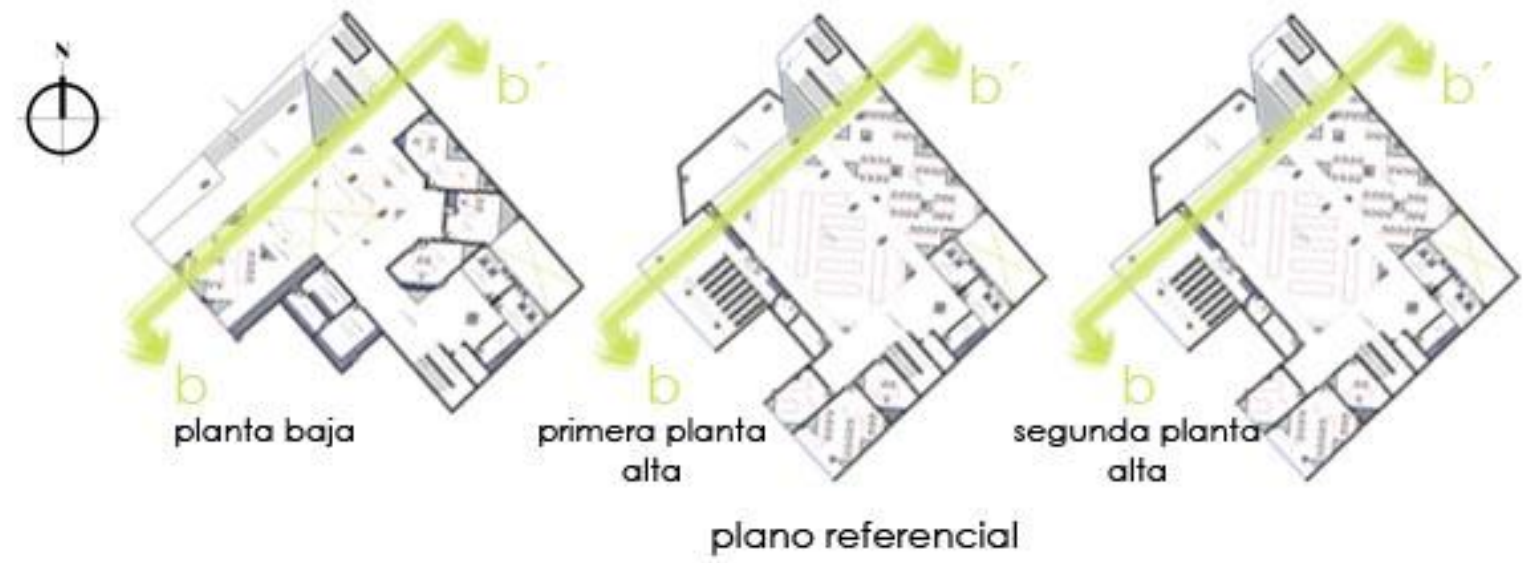 N
b´
b´
b´
b
b
b
planta baja
primera planta
alta
segunda planta
alta
plano referencial